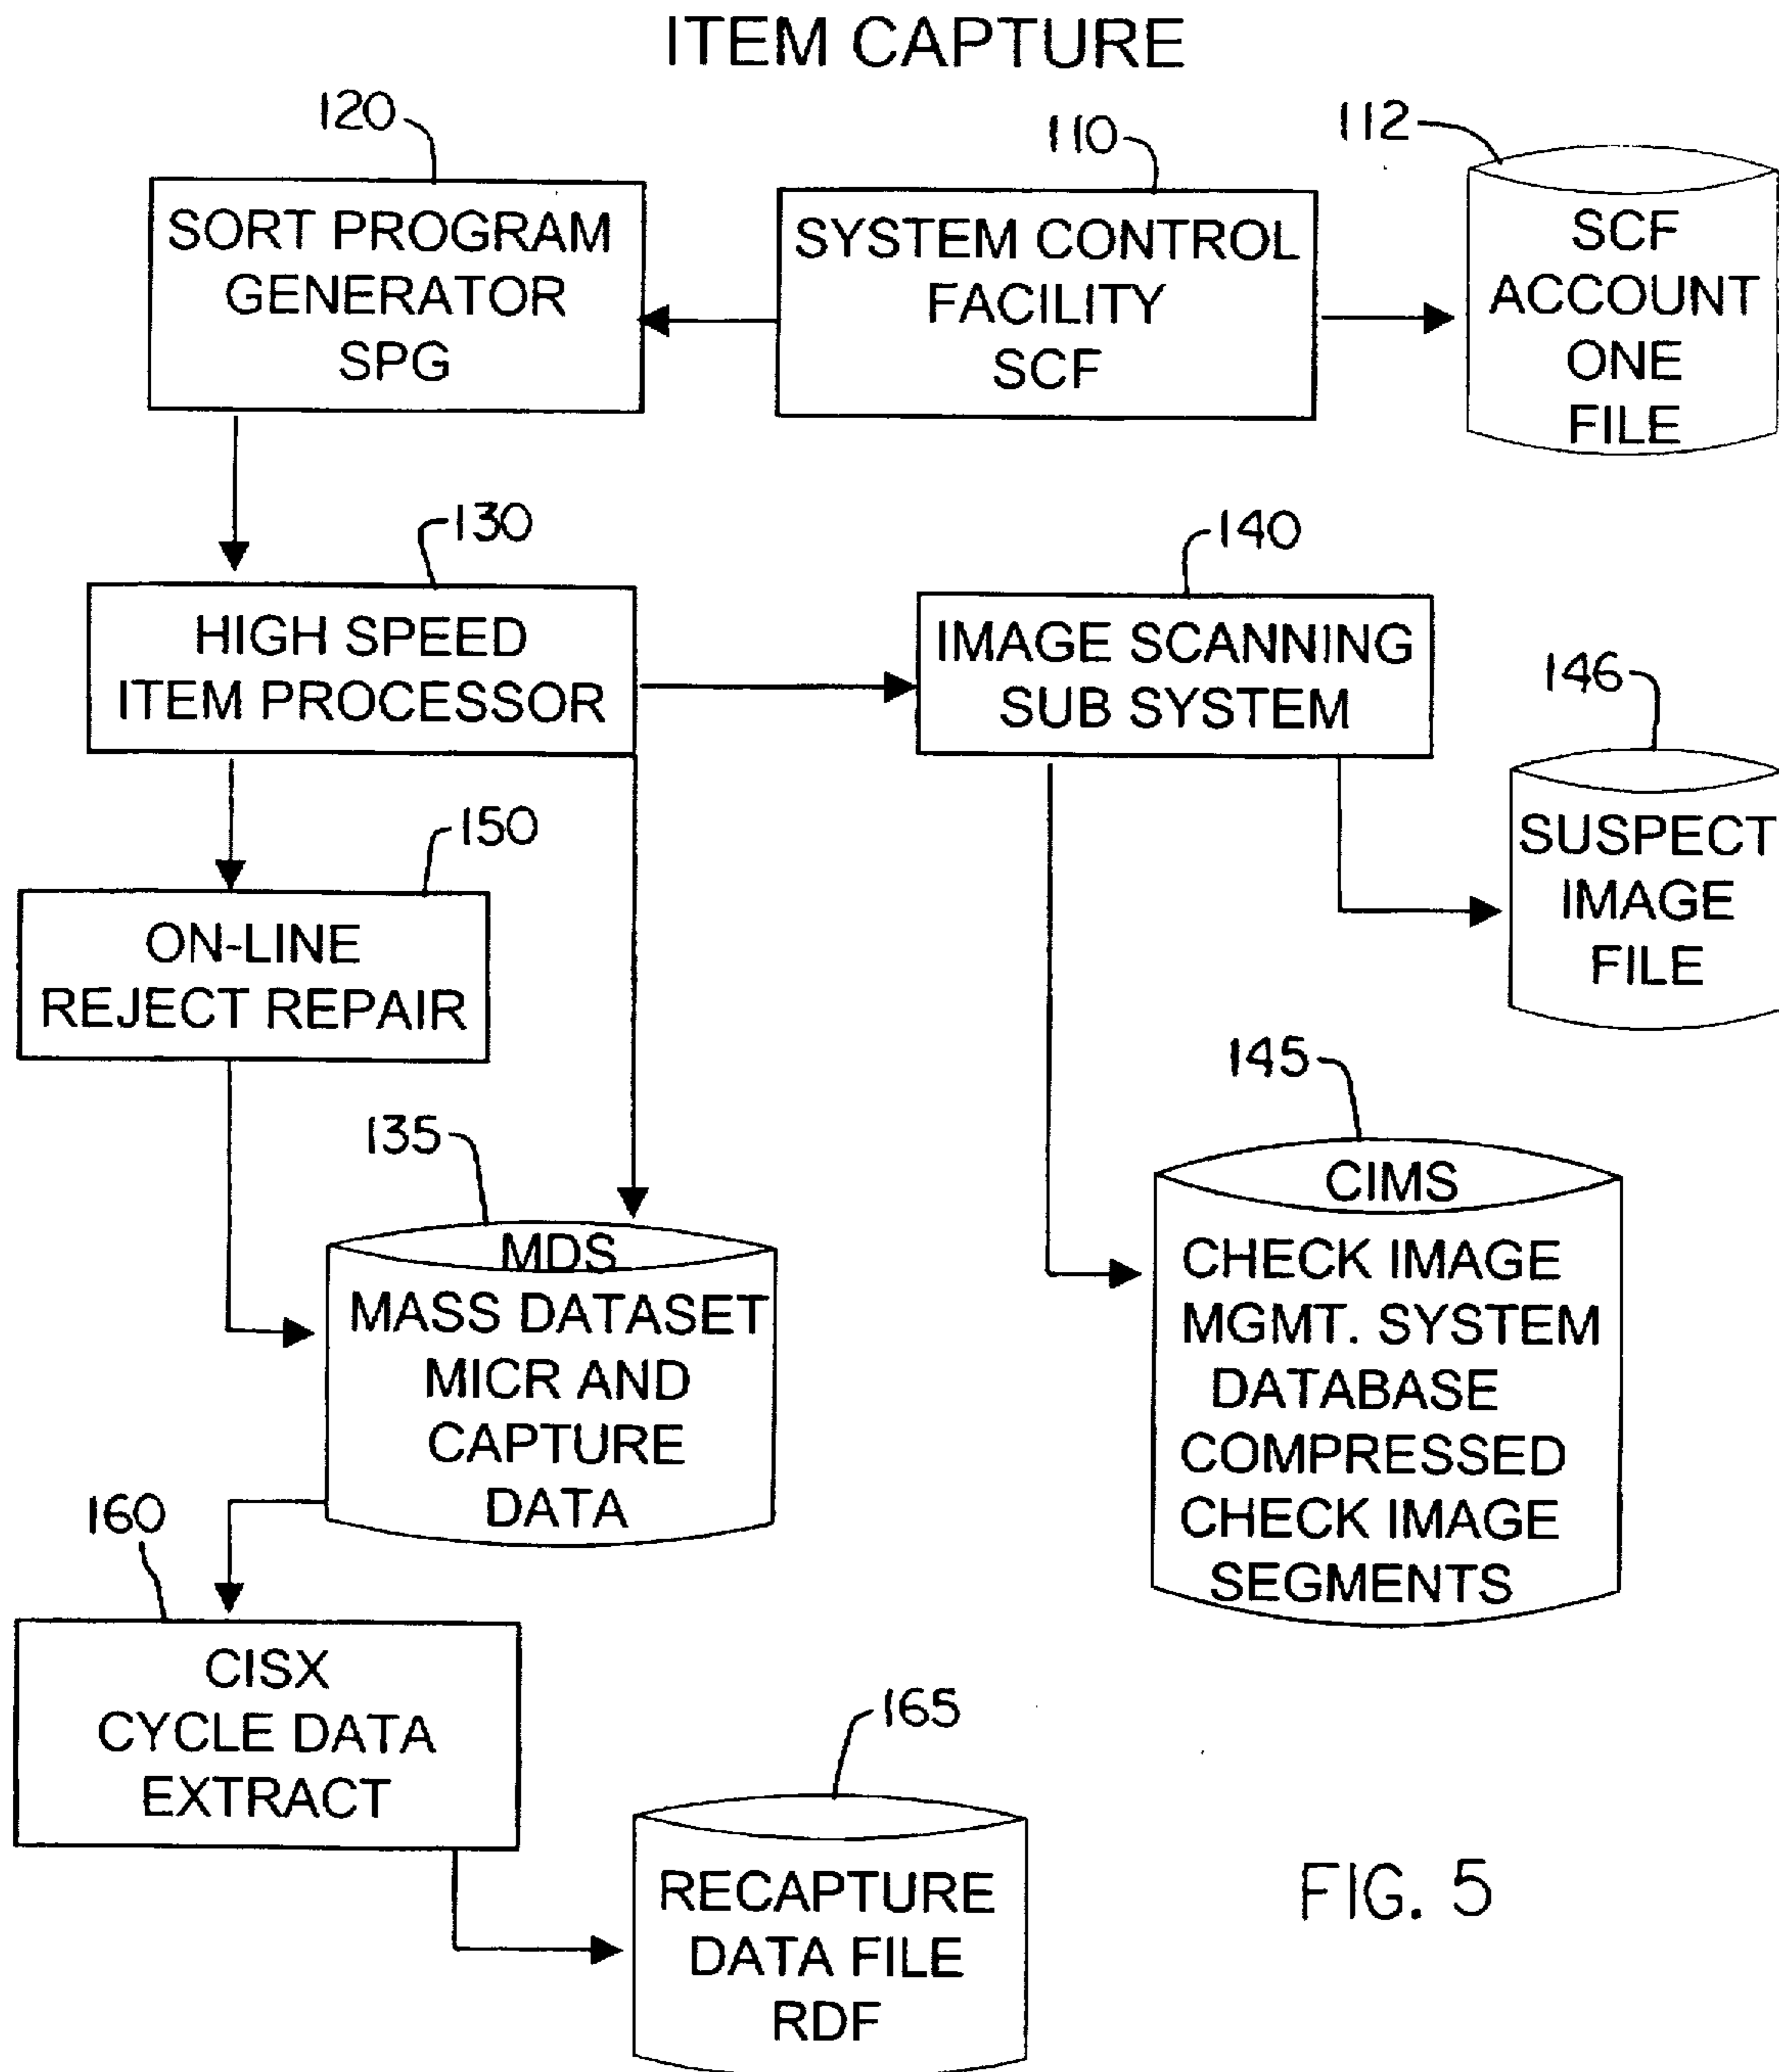 ITEM CAPTURE
120
110
112
SORT PROGRAM
GENERATOR
SPG
SYSTEM CONTROL
FACILITY
SCF
SCF
ACCOUNT
ONE
FILE
130
140
HIGH SPEED
ITEM PROCESSOR
IMAGE SCANNING
SUB SYSTEM
146
SUSPECT
IMAGE
FILE
150
ON-LINE
REJECT REPAIR
135
MDS
MASS DATASET
MICR AND
CAPTURE
DATA
145
CIMS
CHECK IMAGE
MGMT. SYSTEM
DATABASE
COMPRESSED
CHECK IMAGE
SEGMENTS
160
CISX
CYCLE DATA
EXTRACT
165
RECAPTURE
DATA FILE
RDF
FIG. 5